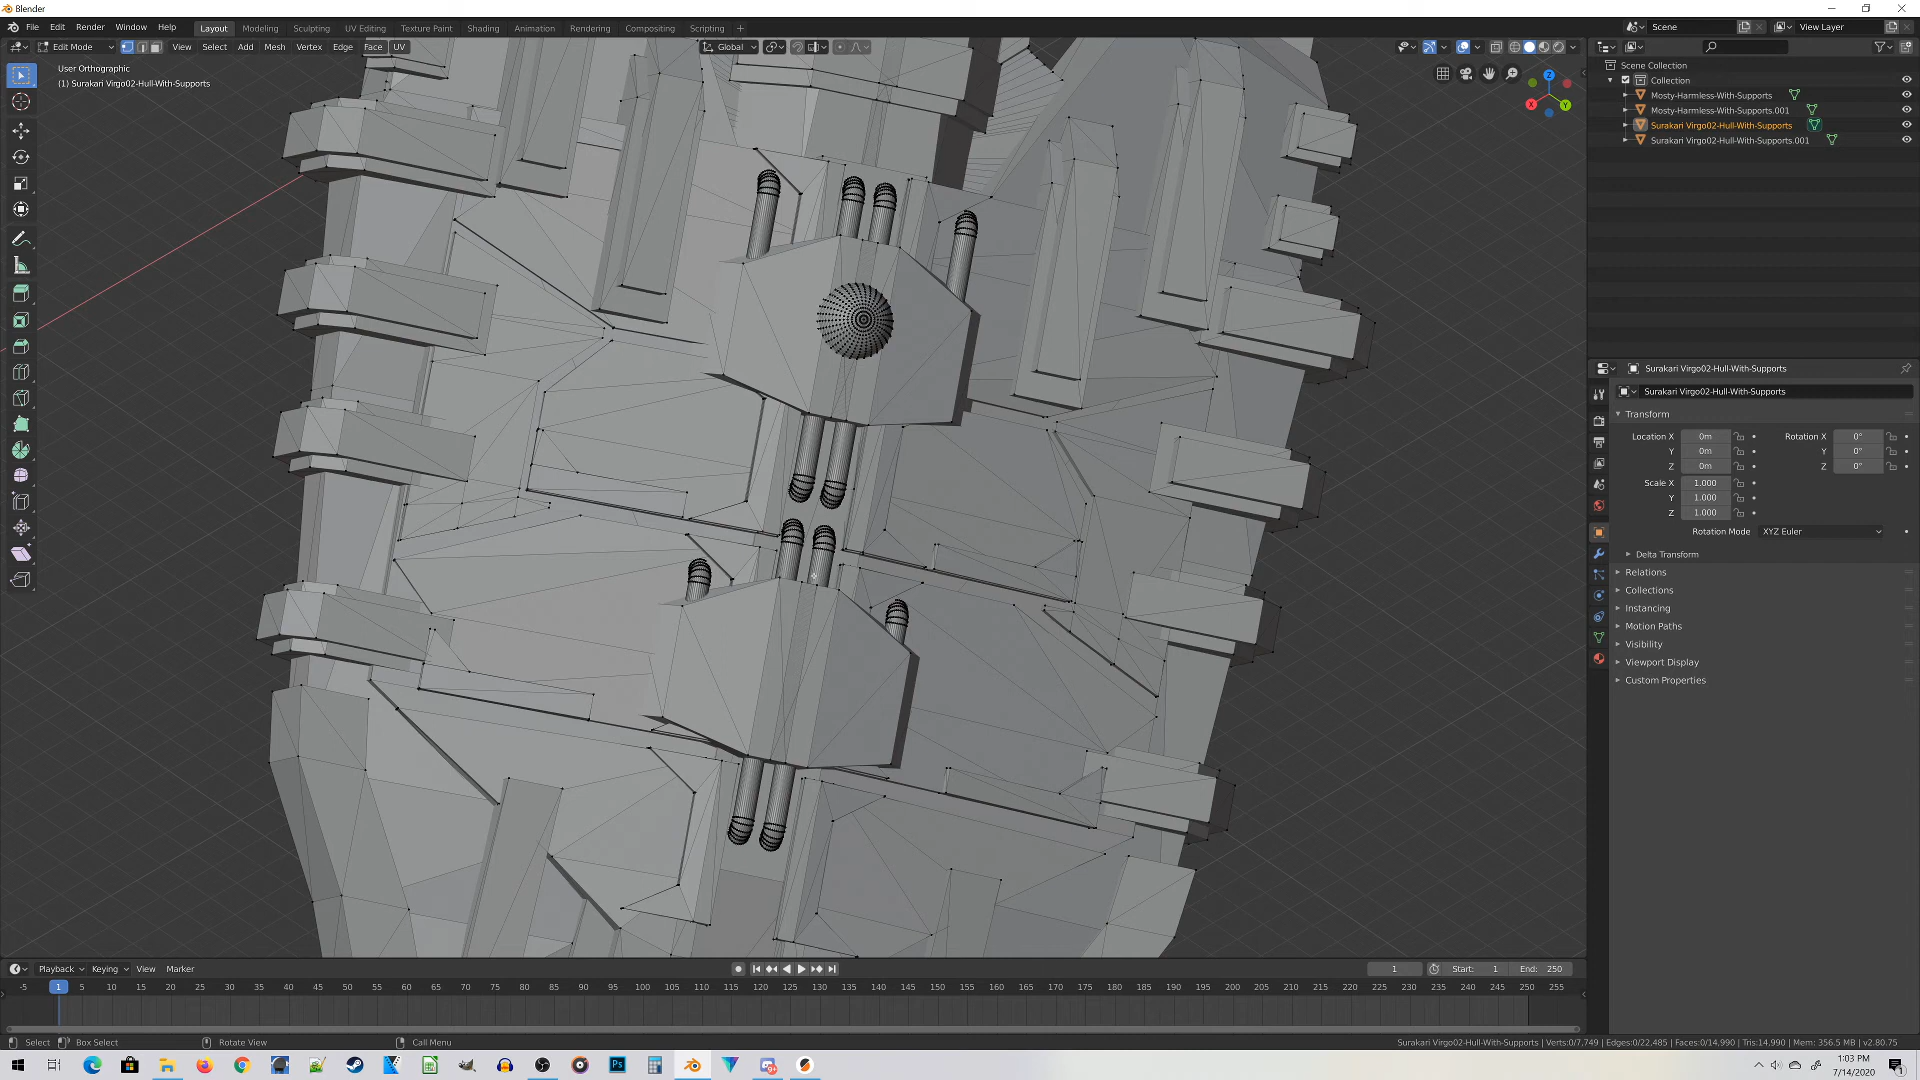 Blender
File Edit Render Window Help Layout Modeling Sculpting UV Editing Texture Paint Shading Animation Rendering Compositing Scripting + Scene View Layer
Edit Mode View Select Add Mesh Vertex Edge Face UV Global
User Orthographic
(1) Surakari Virgo02-Hull-With-Supports
Z
X Y
Scene Collection
Collection
Mosty-Harmless-With-Supports
Mosty-Harmless-With-Supports.001
Surakari Virgo02-Hull-With-Supports
Surakari Virgo02-Hull-With-Supports.001
Surakari Virgo02-Hull-With-Supports
Surakari Virgo02-Hull-With-Supports
Transform
Location X 0m Rotation X 0°
Y 0m Y 0°
Z 0m Z 0°
Scale X 1.000
Y 1.000
Z 1.000
Rotation Mode XYZ Euler
Delta Transform
Relations
Collections
Instancing
Motion Paths
Visibility
Viewport Display
Custom Properties
Playback Keying View Marker 1 Start: 1 End: 250
-5 1 5 10 15 20 25 30 35 40 45 50 55 60 65 70 75 80 85 90 95 100 105 110 115 120 125 130 135 140 145 150 155 160 165 170 175 180 185 190 195 200 205 210 215 220 225 230 235 240 245 250 255
Select Box Select Rotate View Call Menu Surakari Virgo02-Hull-With-Supports | Verts:0/7,749 | Edges:0/22,485 | Faces:0/14,990 | Tris:14,990 | Mem: 356.5 MB | v2.80.75
Ps
1:03 PM
7/14/2020